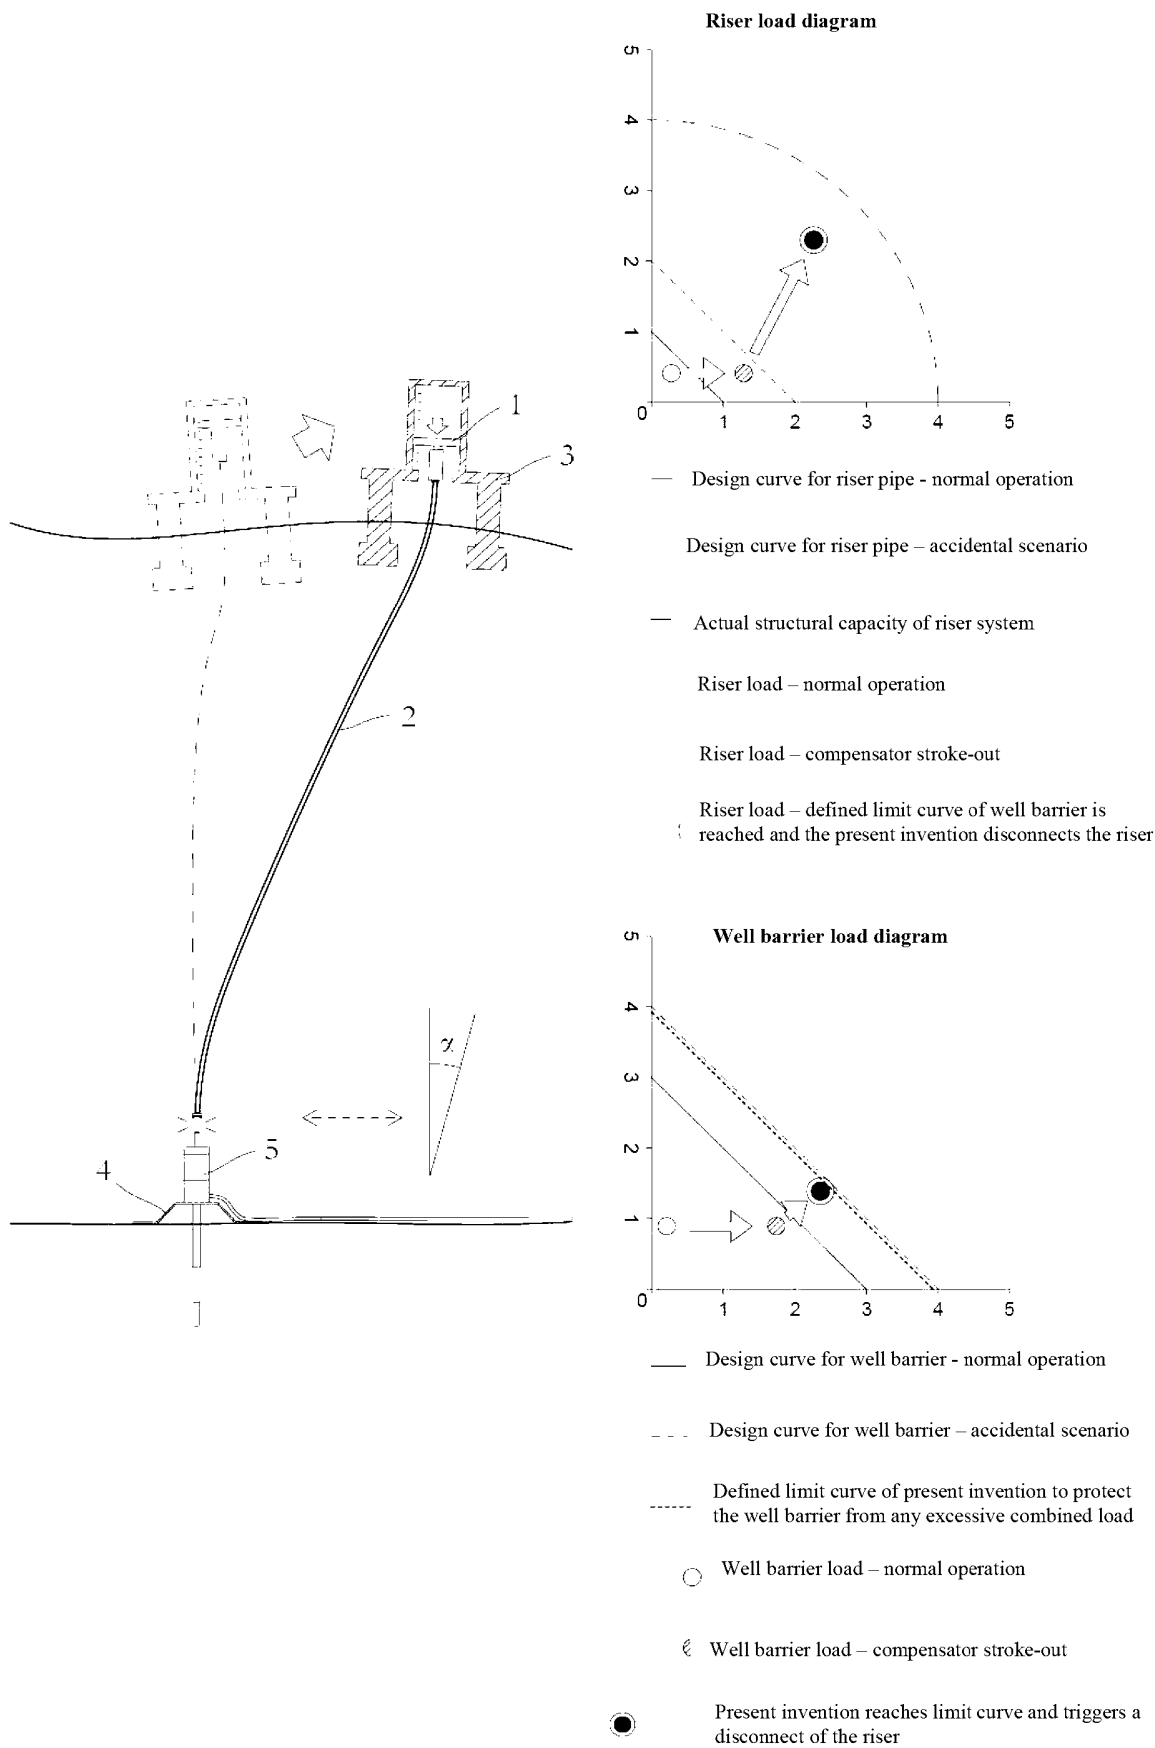 Riser load diagram
5
4
3
2
1
0
1
2
3
4
5
Design curve for riser pipe - normal operation
Design curve for riser pipe – accidental scenario
Actual structural capacity of riser system
Riser load – normal operation
Riser load – compensator stroke-out
Riser load – defined limit curve of well barrier is
reached and the present invention disconnects the riser
1
3
2
α
5
4
1
Well barrier load diagram
5
4
3
2
1
0
1
2
3
4
5
Design curve for well barrier - normal operation
Design curve for well barrier – accidental scenario
Defined limit curve of present invention to protect
the well barrier from any excessive combined load
Well barrier load – normal operation
Well barrier load – compensator stroke-out
Present invention reaches limit curve and triggers a
disconnect of the riser